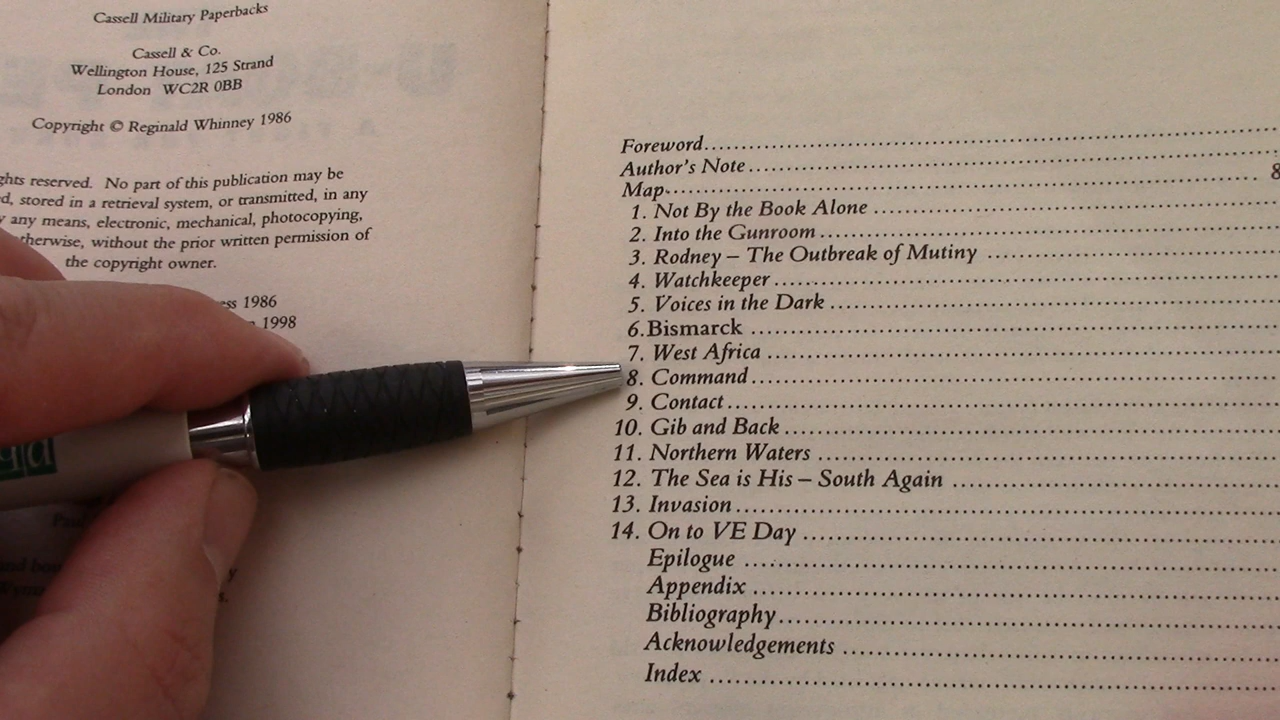 Cassell Military Paperbacks
Cassell & Co.
Wellington House, 125 Strand
London WC2R 0BB
Copyright © Reginald Whinney 1986
ghts reserved. No part of this publication may be
ed, stored in a retrieval system, or transmitted, in any
y any means, electronic, mechanical, photocopying,
otherwise, without the prior written permission of
the copyright owner.
ess 1986
1998
Foreword
Author's Note
Map 8
1. Not By the Book Alone
2. Into the Gunroom
3. Rodney – The Outbreak of Mutiny
4. Watchkeeper
5. Voices in the Dark
6.Bismarck
7. West Africa
8. Command
9. Contact
10. Gib and Back
11. Northern Waters
12. The Sea is His – South Again
13. Invasion
14. On to VE Day
Epilogue
Appendix
Bibliography
Acknowledgements
Index